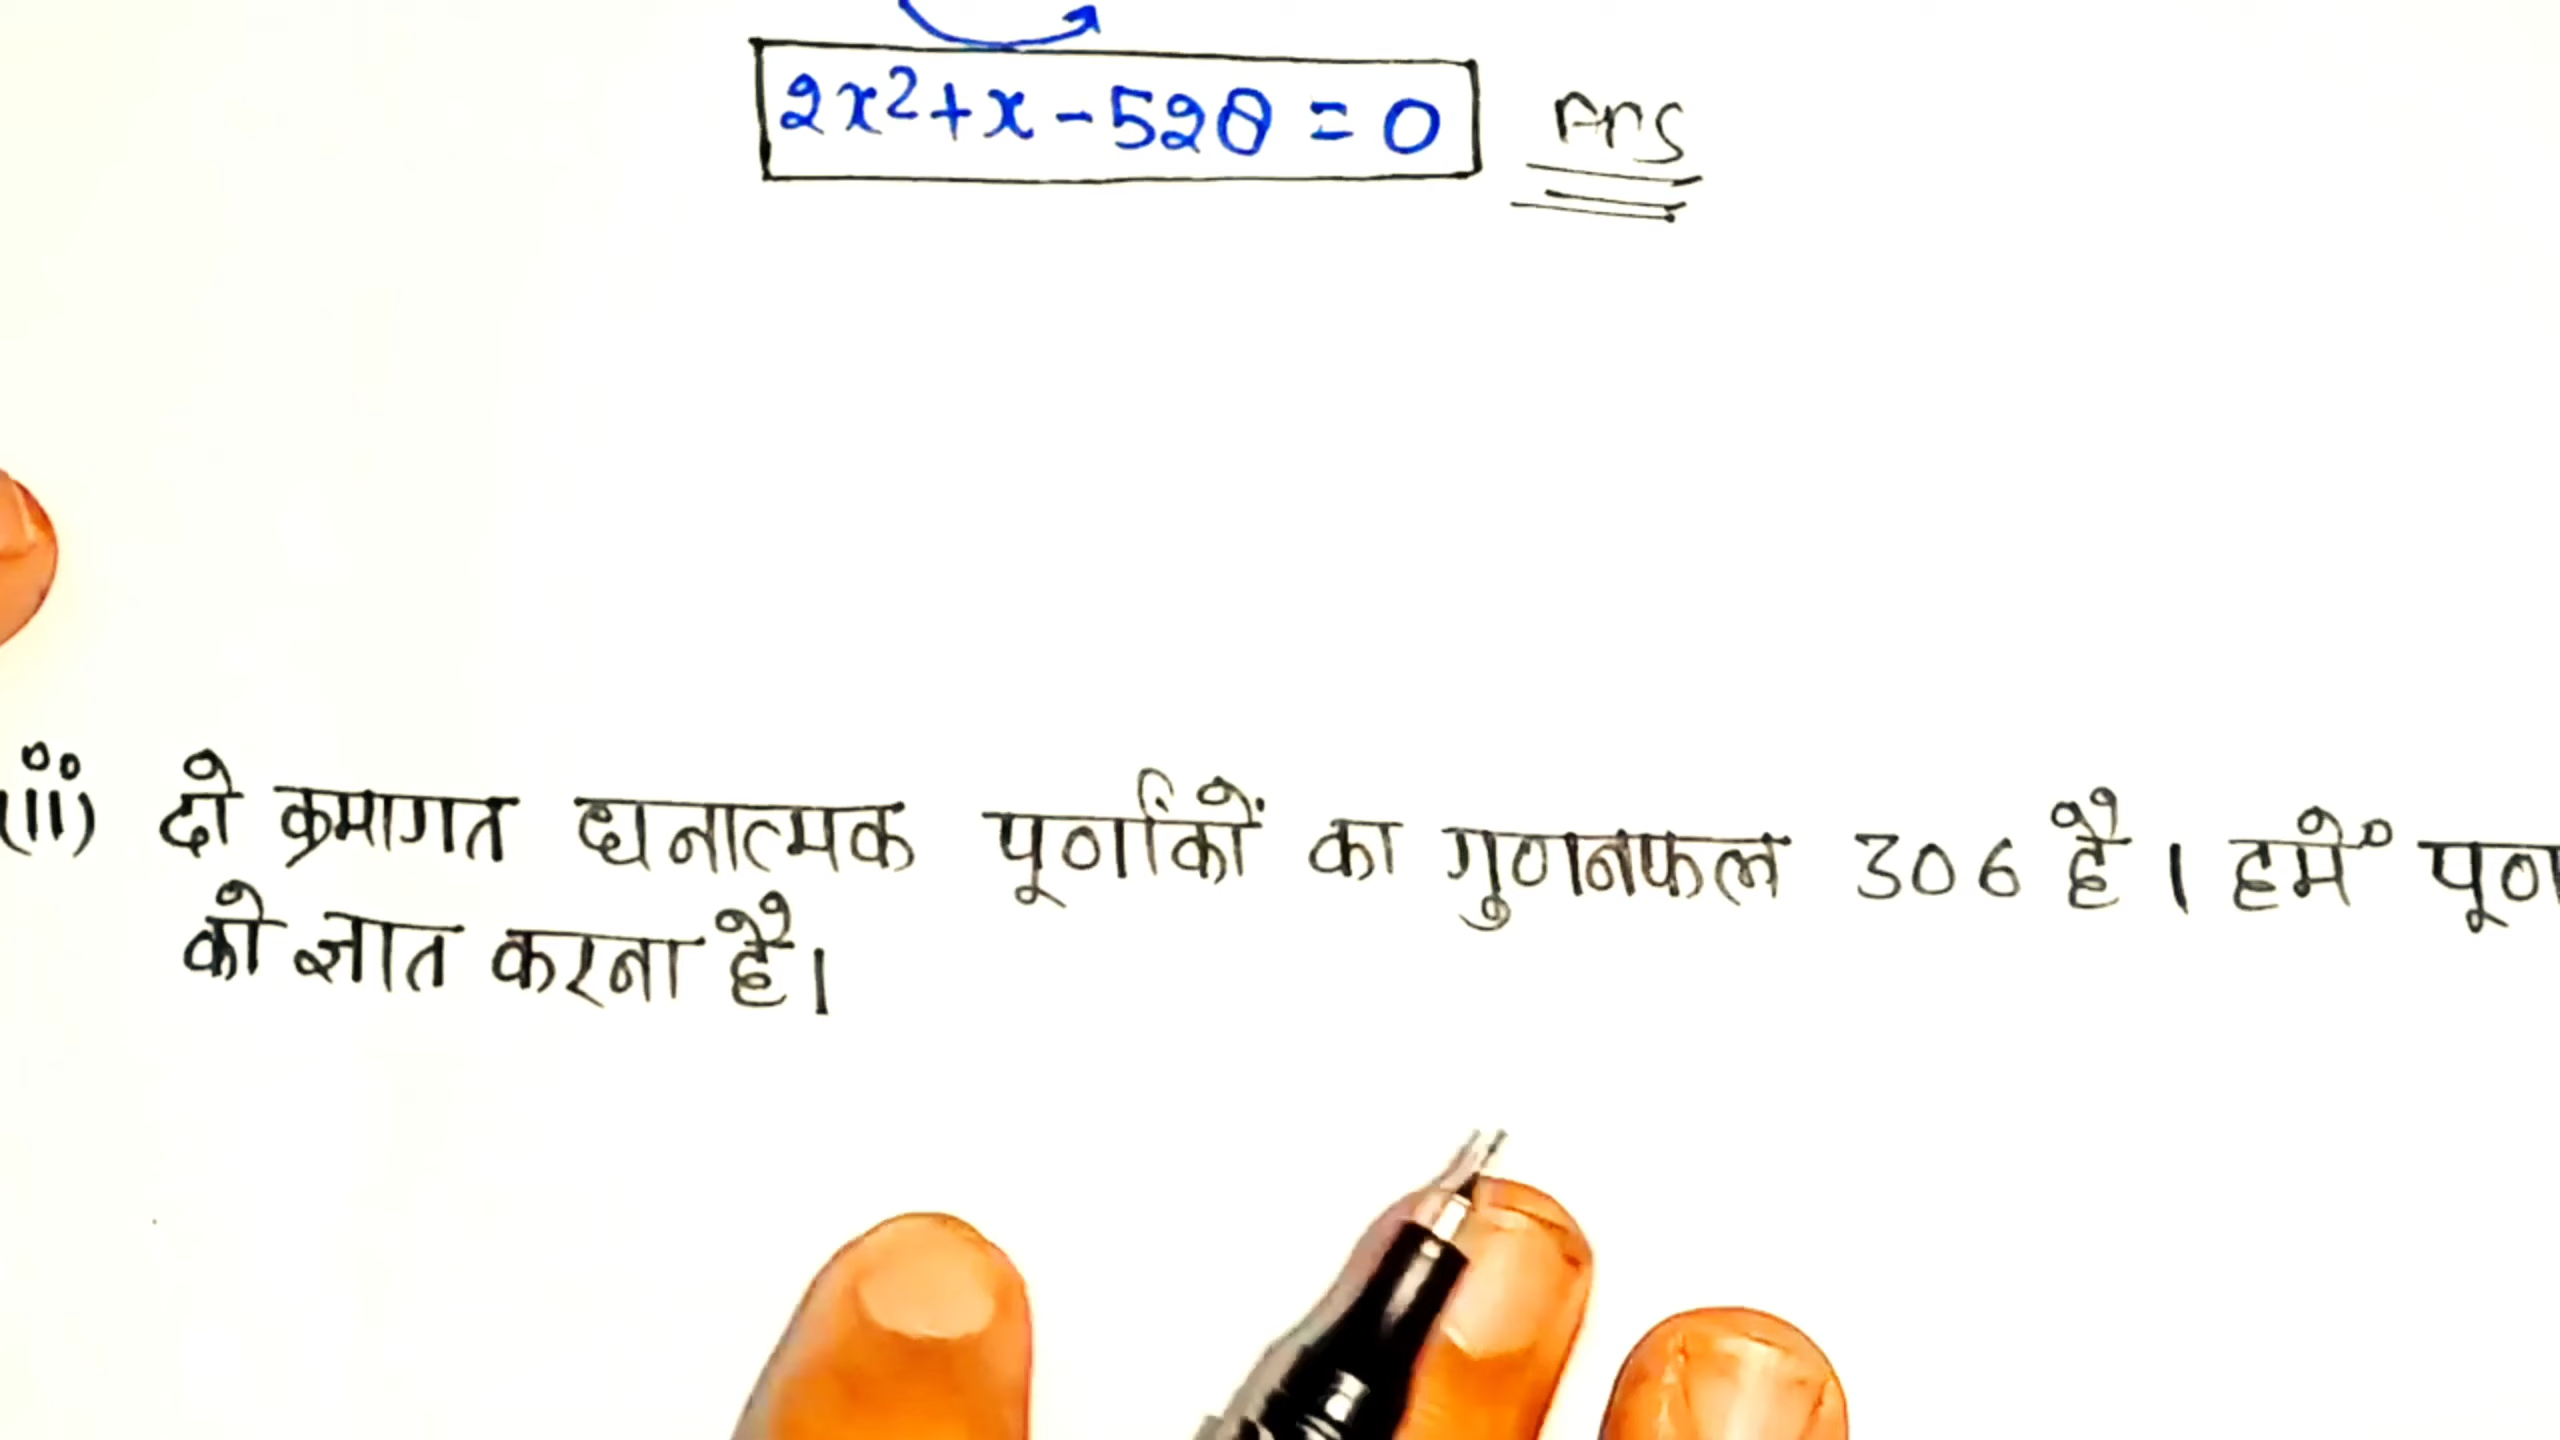 2x²+x-528 = 0 Ans
(ii) दो क्रमागत धनात्मक पूर्णांकों का गुणनफल 306 है। हमें
को ज्ञात करना है।